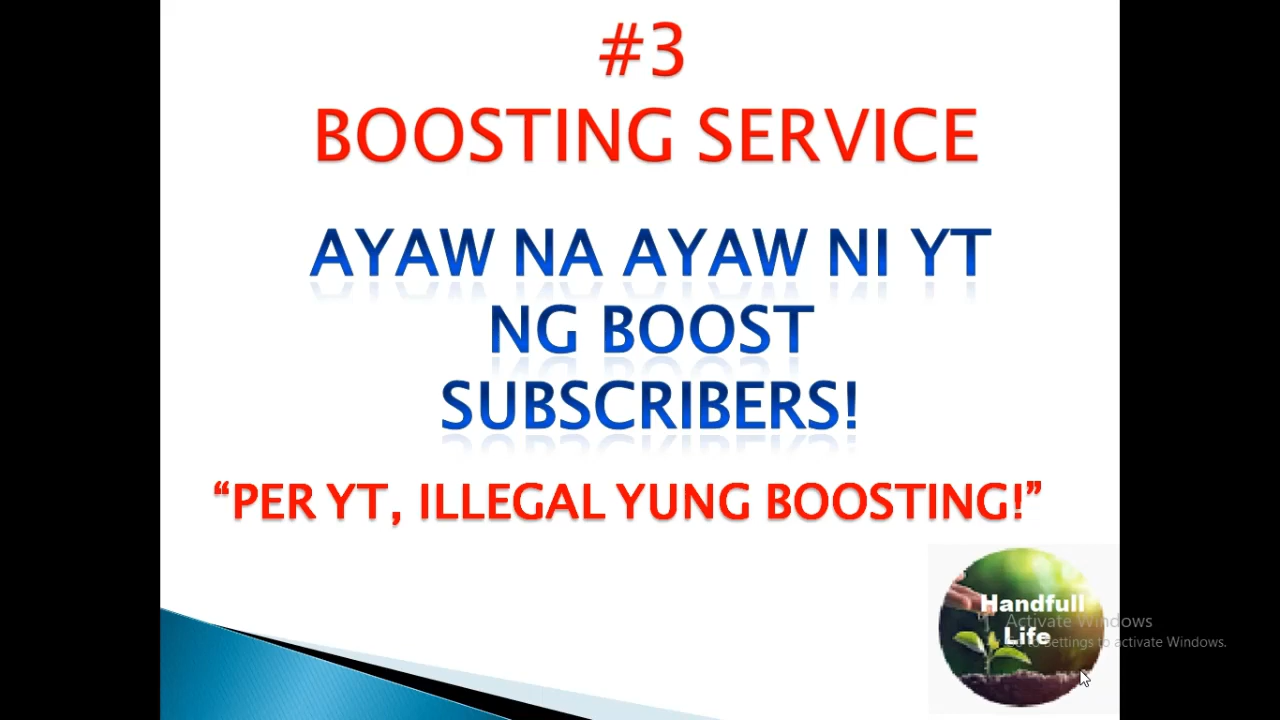 #3
BOOSTING SERVICE
AYAW NA AYAW NI YT
NG BOOST
SUBSCRIBERS!
“PER YT, ILLEGAL YUNG BOOSTING!”
Handfull
Life
Activate Windows
to Settings to activate Windows.